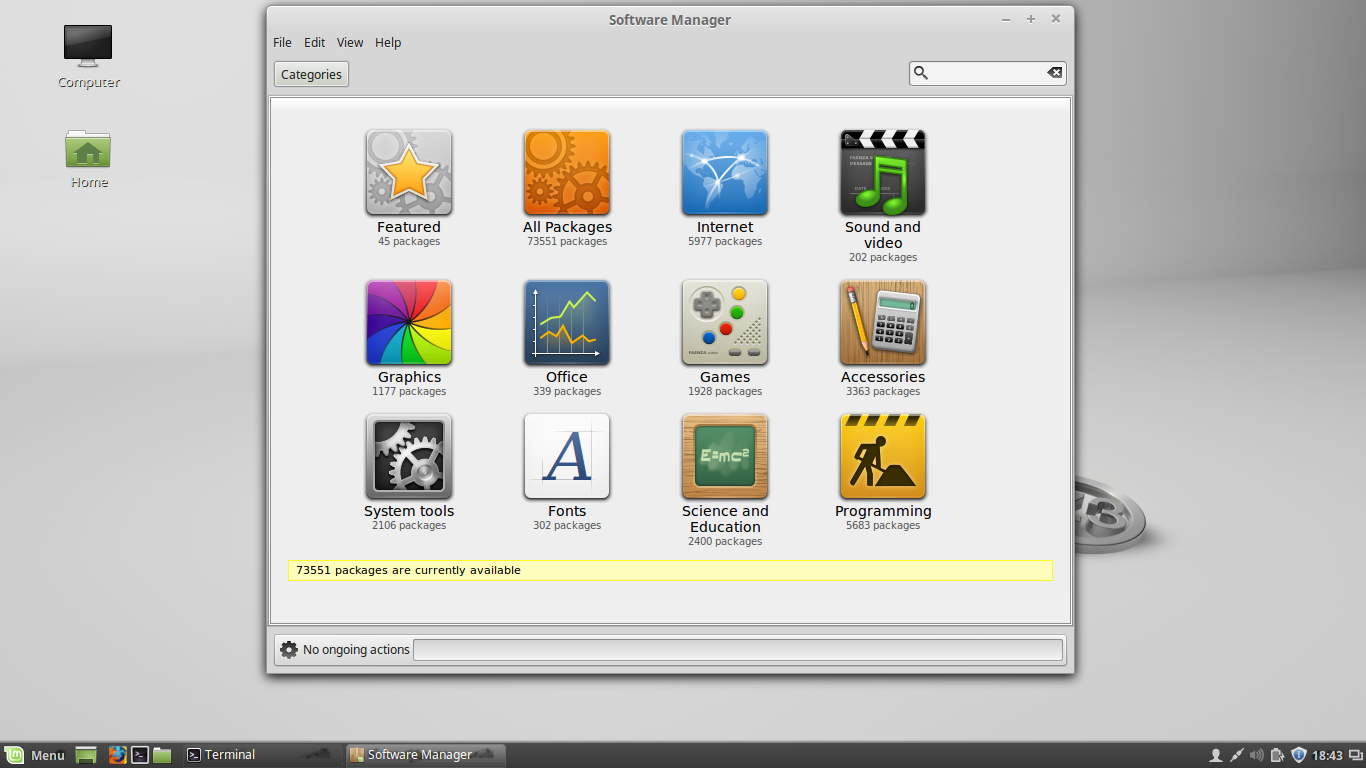 Software Manager
File Edit View Help
Categories
Computer
Home
Featured
45 packages
All Packages
73551 packages
Internet
5977 packages
Sound and
video
202 packages
Graphics
1177 packages
Office
339 packages
Games
1928 packages
Accessories
3363 packages
System tools
2106 packages
Fonts
302 packages
A
Science and
Education
2400 packages
E=mc²
Programming
5683 packages
73551 packages are currently available
No ongoing actions
Menu
Terminal
Software Manager
18:43